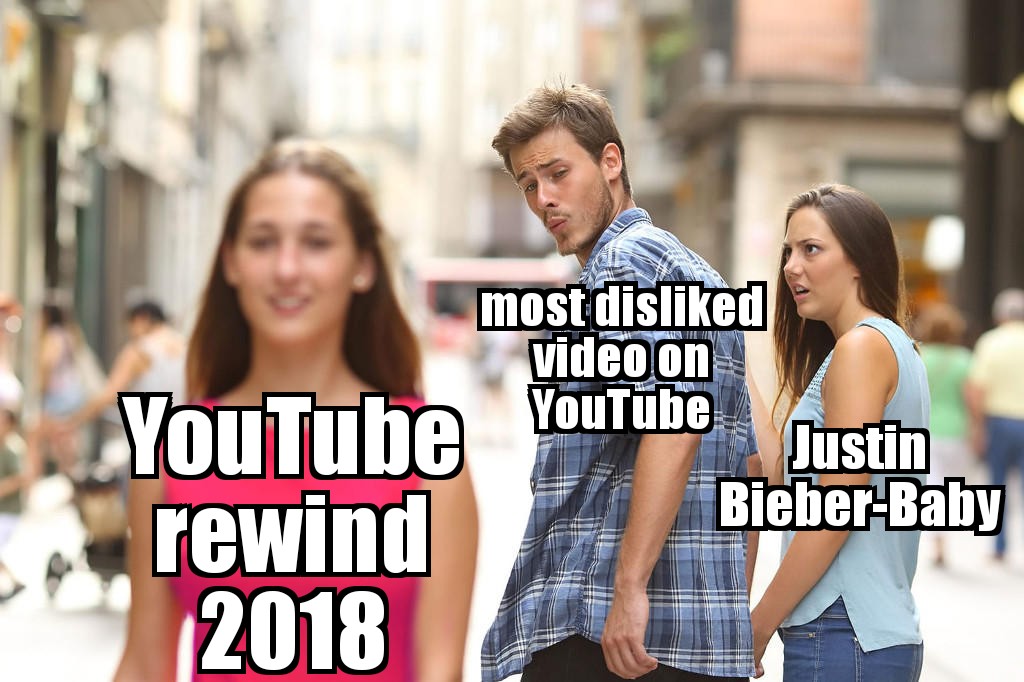 YouTube
rewind
2018
most disliked
video on
YouTube
Justin
Bieber-Baby